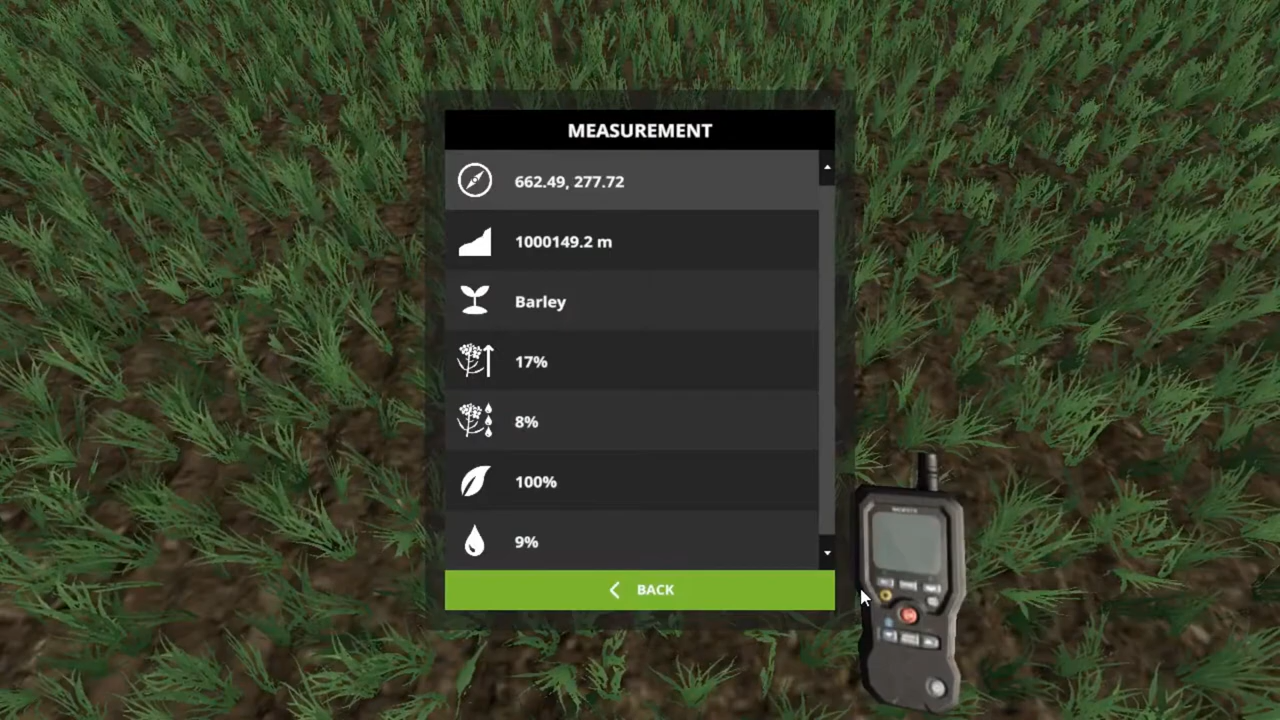 MEASUREMENT
662.49, 277.72
1000149.2 m
Barley
17%
8%
100%
9%
BACK